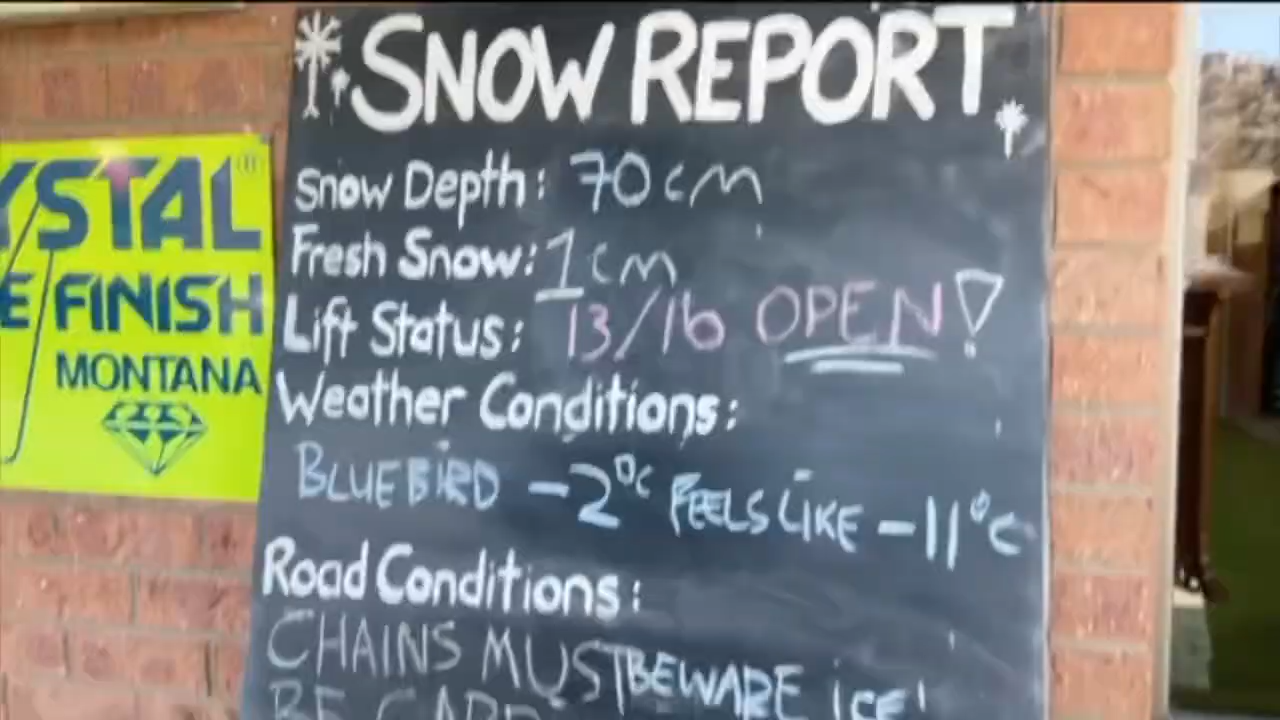 SNOW REPORT
Snow Depth: 70cm
Fresh Snow: 1cm
Lift Status: 13/16 OPEN!
Weather Conditions:
BLUEBIRD -2°C FEELS LIKE -11°C
Road Conditions:
CHAINS MUST BEWARE ICE!
BE
YSTAL®
E FINISH
MONTANA